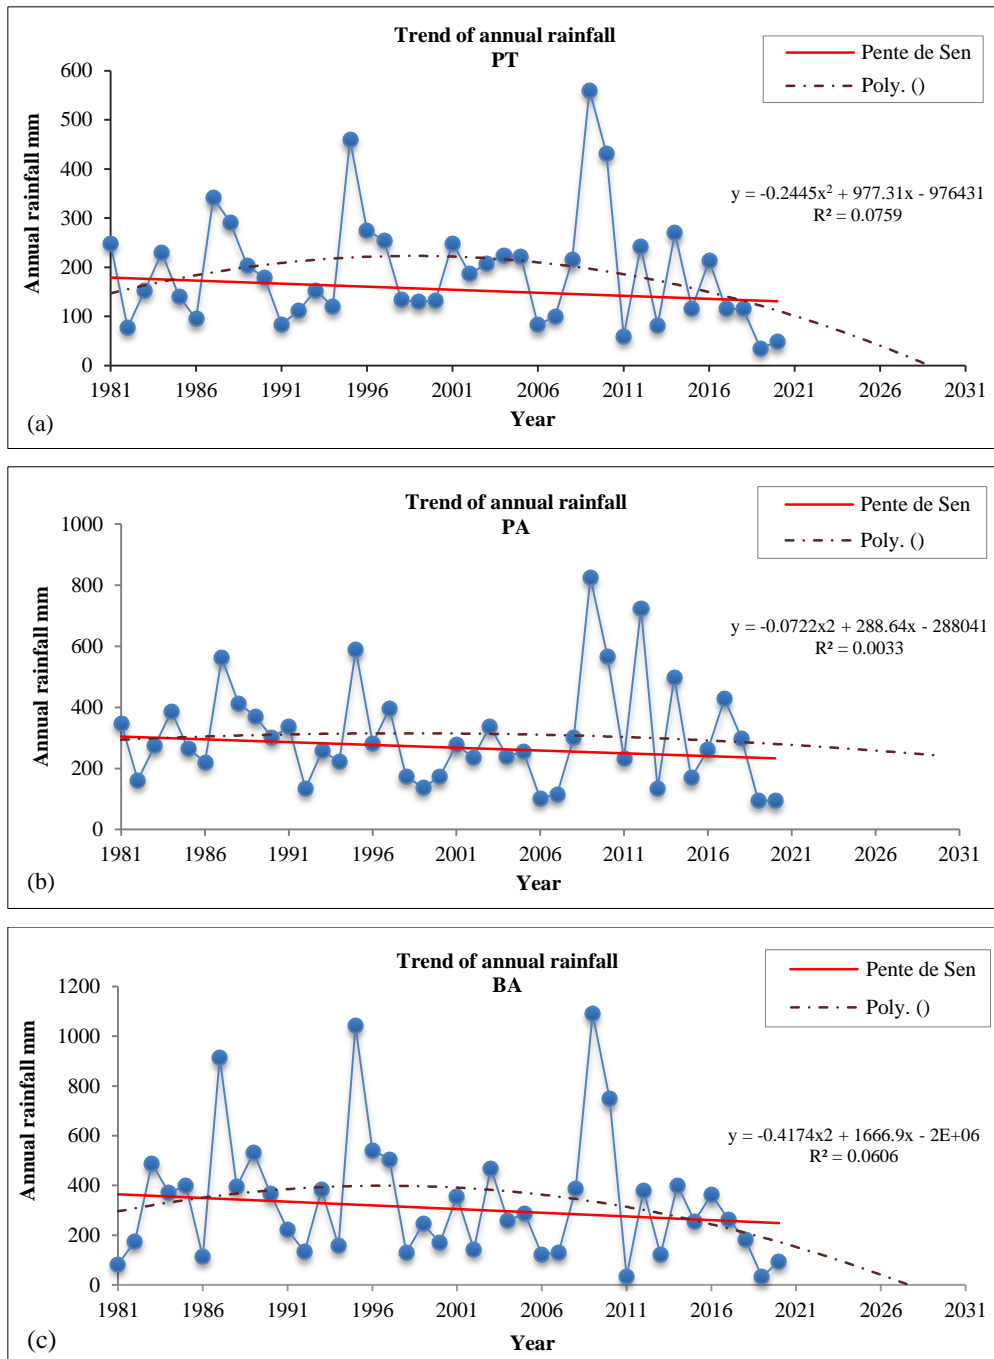 Trend of annual rainfall
PT
Pente de Sen
Poly. ()
Annual rainfall mm
600
500
400
300
200
100
0
y = -0.2445x² + 977.31x - 976431
R² = 0.0759
1981 1986 1991 1996 2001 2006 2011 2016 2021 2026 2031
Year
(a)
Trend of annual rainfall
PA
Pente de Sen
Poly. ()
Annual rainfall mm
1000
800
600
400
200
0
y = -0.0722x2 + 288.64x - 288041
R² = 0.0033
1981 1986 1991 1996 2001 2006 2011 2016 2021 2026 2031
Year
(b)
Trend of annual rainfall
BA
Pente de Sen
Poly. ()
Annual rainfall mm
1200
1000
800
600
400
200
0
y = -0.4174x2 + 1666.9x - 2E+06
R² = 0.0606
1981 1986 1991 1996 2001 2006 2011 2016 2021 2026 2031
Year
(c)